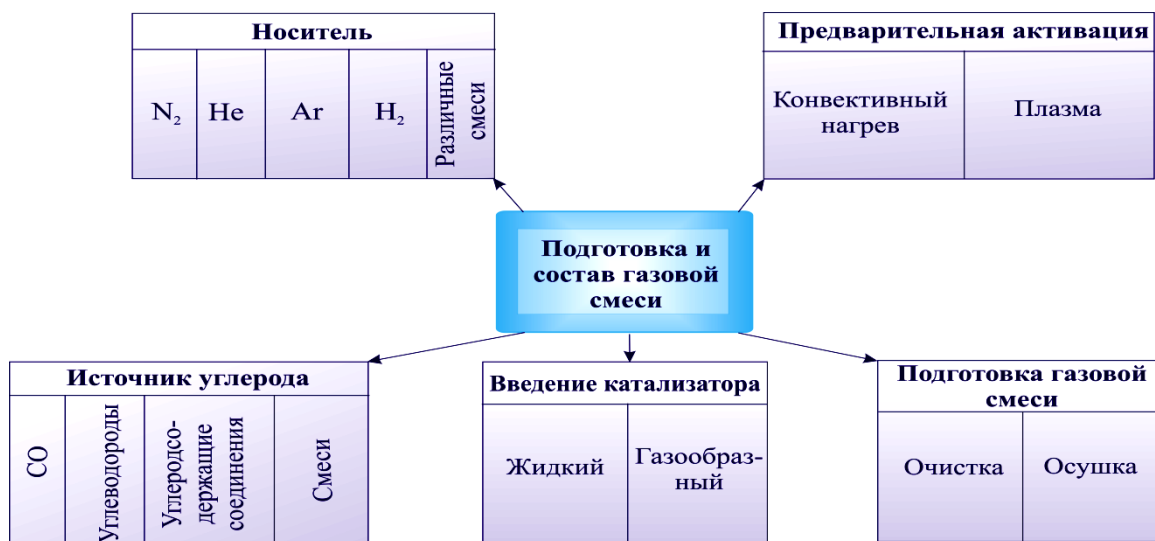 Носитель
N₂
He
Ar
H₂
Различные
смеси
Предварительная активация
Конвективный
нагрев
Плазма
Подготовка и
состав газовой
смеси
Источник углерода
CO
Углеводороды
Углеродсо-
держащие
соединения
Смеси
Введение катализатора
Жидкий
Газообраз-
ный
Подготовка газовой
смеси
Очистка
Осушка